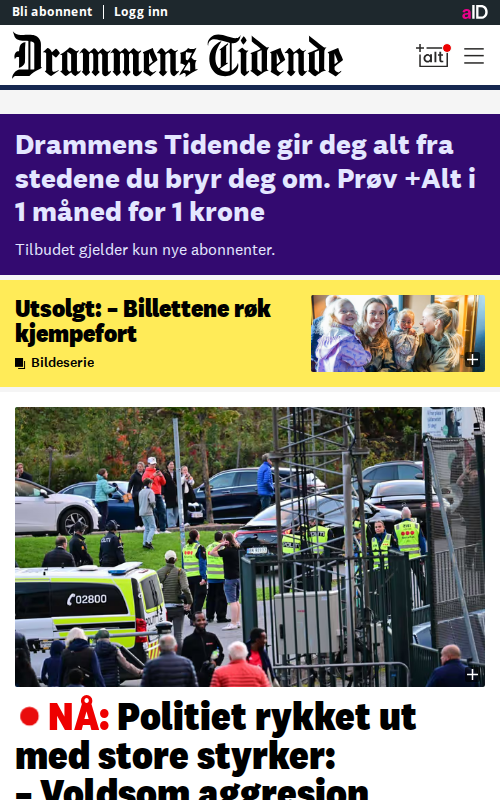 Bli abonnent
Logg inn
aID
Drammens Tidende
+alt
Drammens Tidende gir deg alt fra
stedene du bryr deg om. Prøv +Alt i
1 måned for 1 krone
Tilbudet gjelder kun nye abonnenter.
Utsolgt: – Billettene røk
kjempefort
Bildeserie
02800
NÅ: Politiet rykket ut
med store styrker:
– Voldsom aggresjon